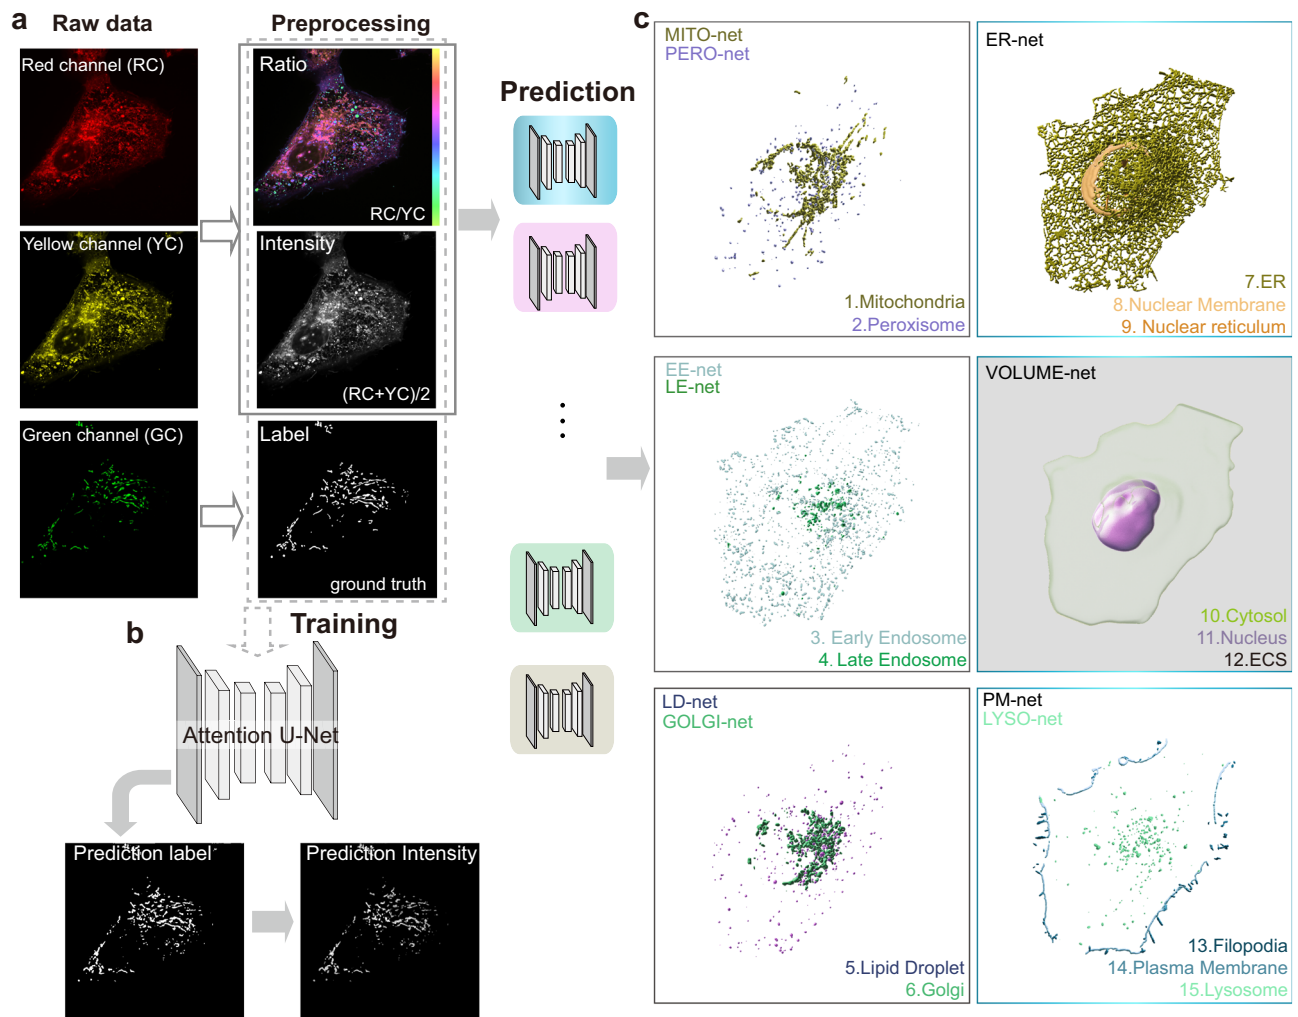 a
Raw data
Preprocessing
Red channel (RC)
Ratio
RC/YC
Yellow channel (YC)
Intensity
(RC+YC)/2
Green channel (GC)
Label
ground truth
Prediction
b
Training
Attention U-Net
Prediction label
Prediction Intensity
c
MITO-net
PERO-net
1.Mitochondria
2.Peroxisome
ER-net
7.ER
8.Nuclear Membrane
9. Nuclear reticulum
EE-net
LE-net
3. Early Endosome
4. Late Endosome
VOLUME-net
10.Cytosol
11.Nucleus
12.ECS
LD-net
GOLGI-net
5.Lipid Droplet
6.Golgi
PM-net
LYSO-net
13.Filopodia
14.Plasma Membrane
15.Lysosome